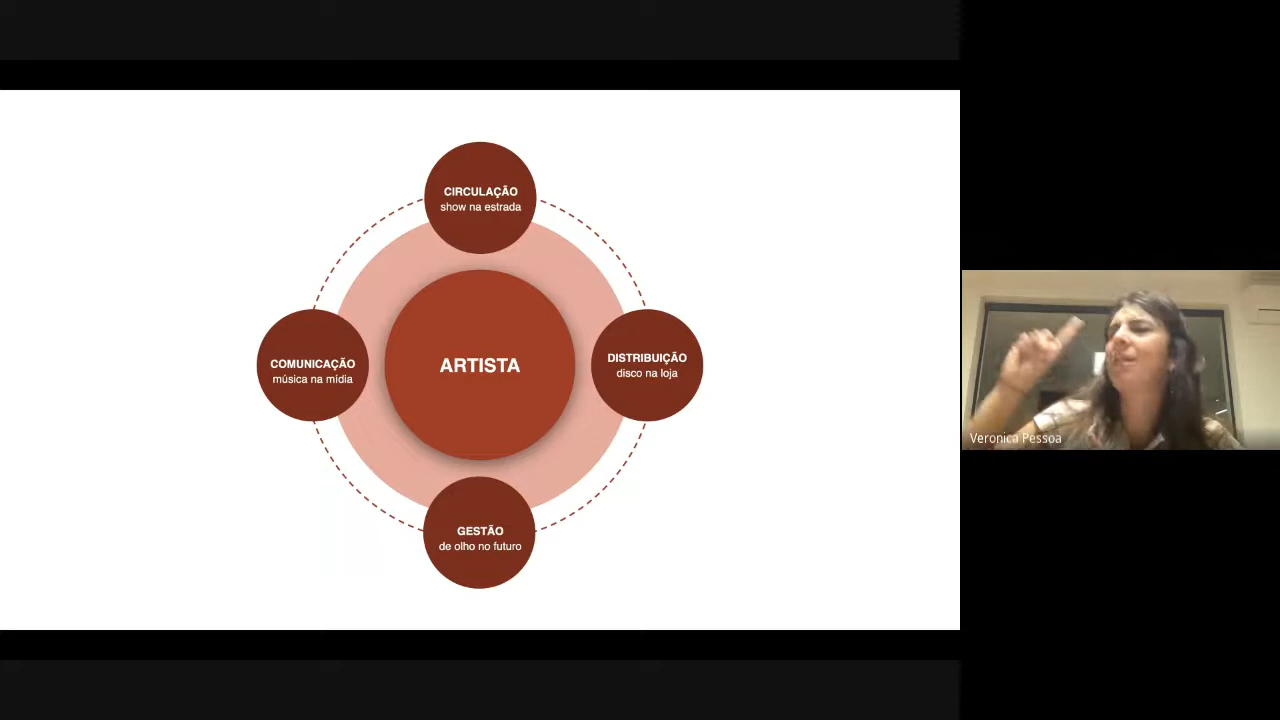 CIRCULAÇÃO
show na estrada
COMUNICAÇÃO
música na mídia
ARTISTA
DISTRIBUIÇÃO
disco na loja
GESTÃO
de olho no futuro
Veronica Pessoa